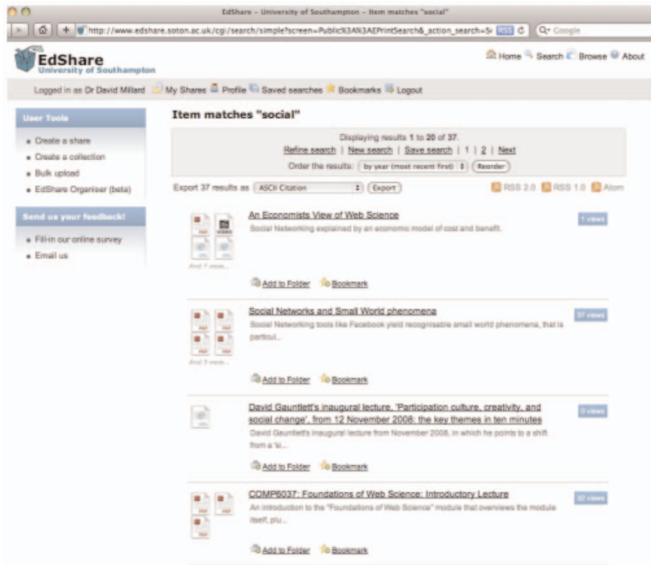 EdShare - University of Southampton - Item matches "social"
http://www.edshare.soton.ac.uk/cgi/search/simple?screen=Public%3A%3AEPrintSearch&_action_search=S RSS Google
EdShare
University of Southampton
Home Search Browse About
Logged in as Dr David Millard My Shares Profile Saved searches Bookmarks Logout
User Tools
Create a share
Create a collection
Bulk upload
EdShare Organiser (beta)
Send us your feedback!
Fill-in our online survey
Email us
Item matches "social"
Displaying results 1 to 20 of 37.
Refine search | New search | Save search | 1 | 2 | Next
Order the results: by year (most recent first) Reorder
Export 37 results as ASCII Citation Export RSS 2.0 RSS 1.0 Atom
An Economists View of Web Science
1 views
Social Networking explained by an economic model of cost and benefit.
Add to Folder Bookmark
Social Networks and Small World phenomena
Social Networking tools like Facebook yield recognisable small world phenomena, that is
particul...
Add to Folder Bookmark
David Gauntlett's inaugural lecture, 'Participation culture, creativity, and
social change', from 12 November 2008: the key themes in ten minutes
David Gauntlett's inaugural lecture from November 2008, in which he points to a shift
from a 'si...
Add to Folder Bookmark
COMP6037: Foundations of Web Science: Introductory Lecture
An introduction to the "Foundations of Web Science" module that overviews the module
itself, plu...
Add to Folder Bookmark